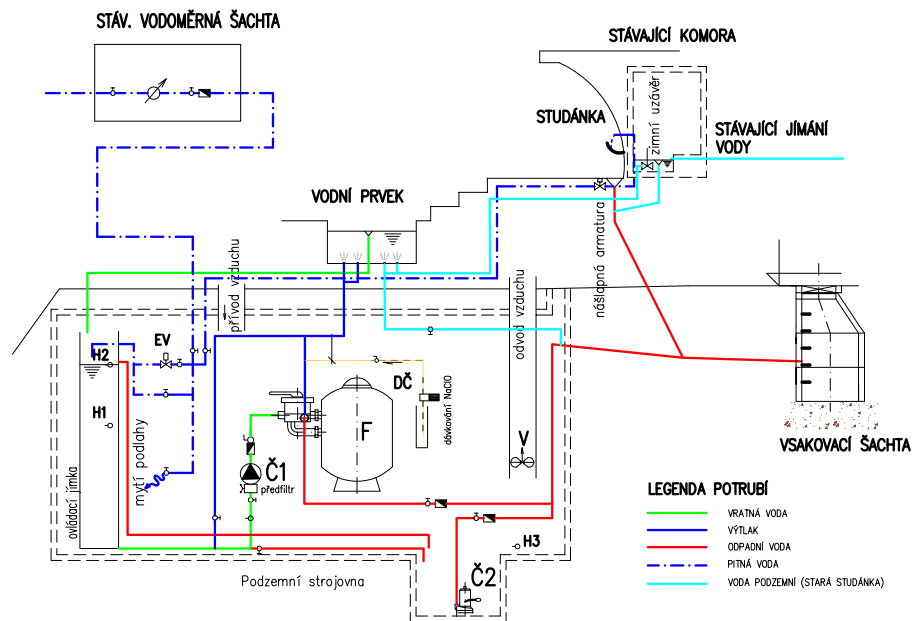 STÁV. VODOMĚRNÁ ŠACHTA
STÁVAJÍCÍ KOMORA
STUDÁNKA
zimní uzávěr
STÁVAJÍCÍ JÍMÁNÍ
VODY
VODNÍ PRVEK
nášlapná armatura
přívod vzduchu
odvod vzduchu
EV
H2
H1
DČ
dávkování NaClO
F
V
Č1
předfiltr
mytí podlahy
ovládací jímka
H3
Č2
Podzemní strojovna
VSAKOVACÍ ŠACHTA
LEGENDA POTRUBÍ
VRATNÁ VODA
VÝTLAK
ODPADNÍ VODA
PITNÁ VODA
VODA PODZEMNÍ (STARÁ STUDÁNKA)